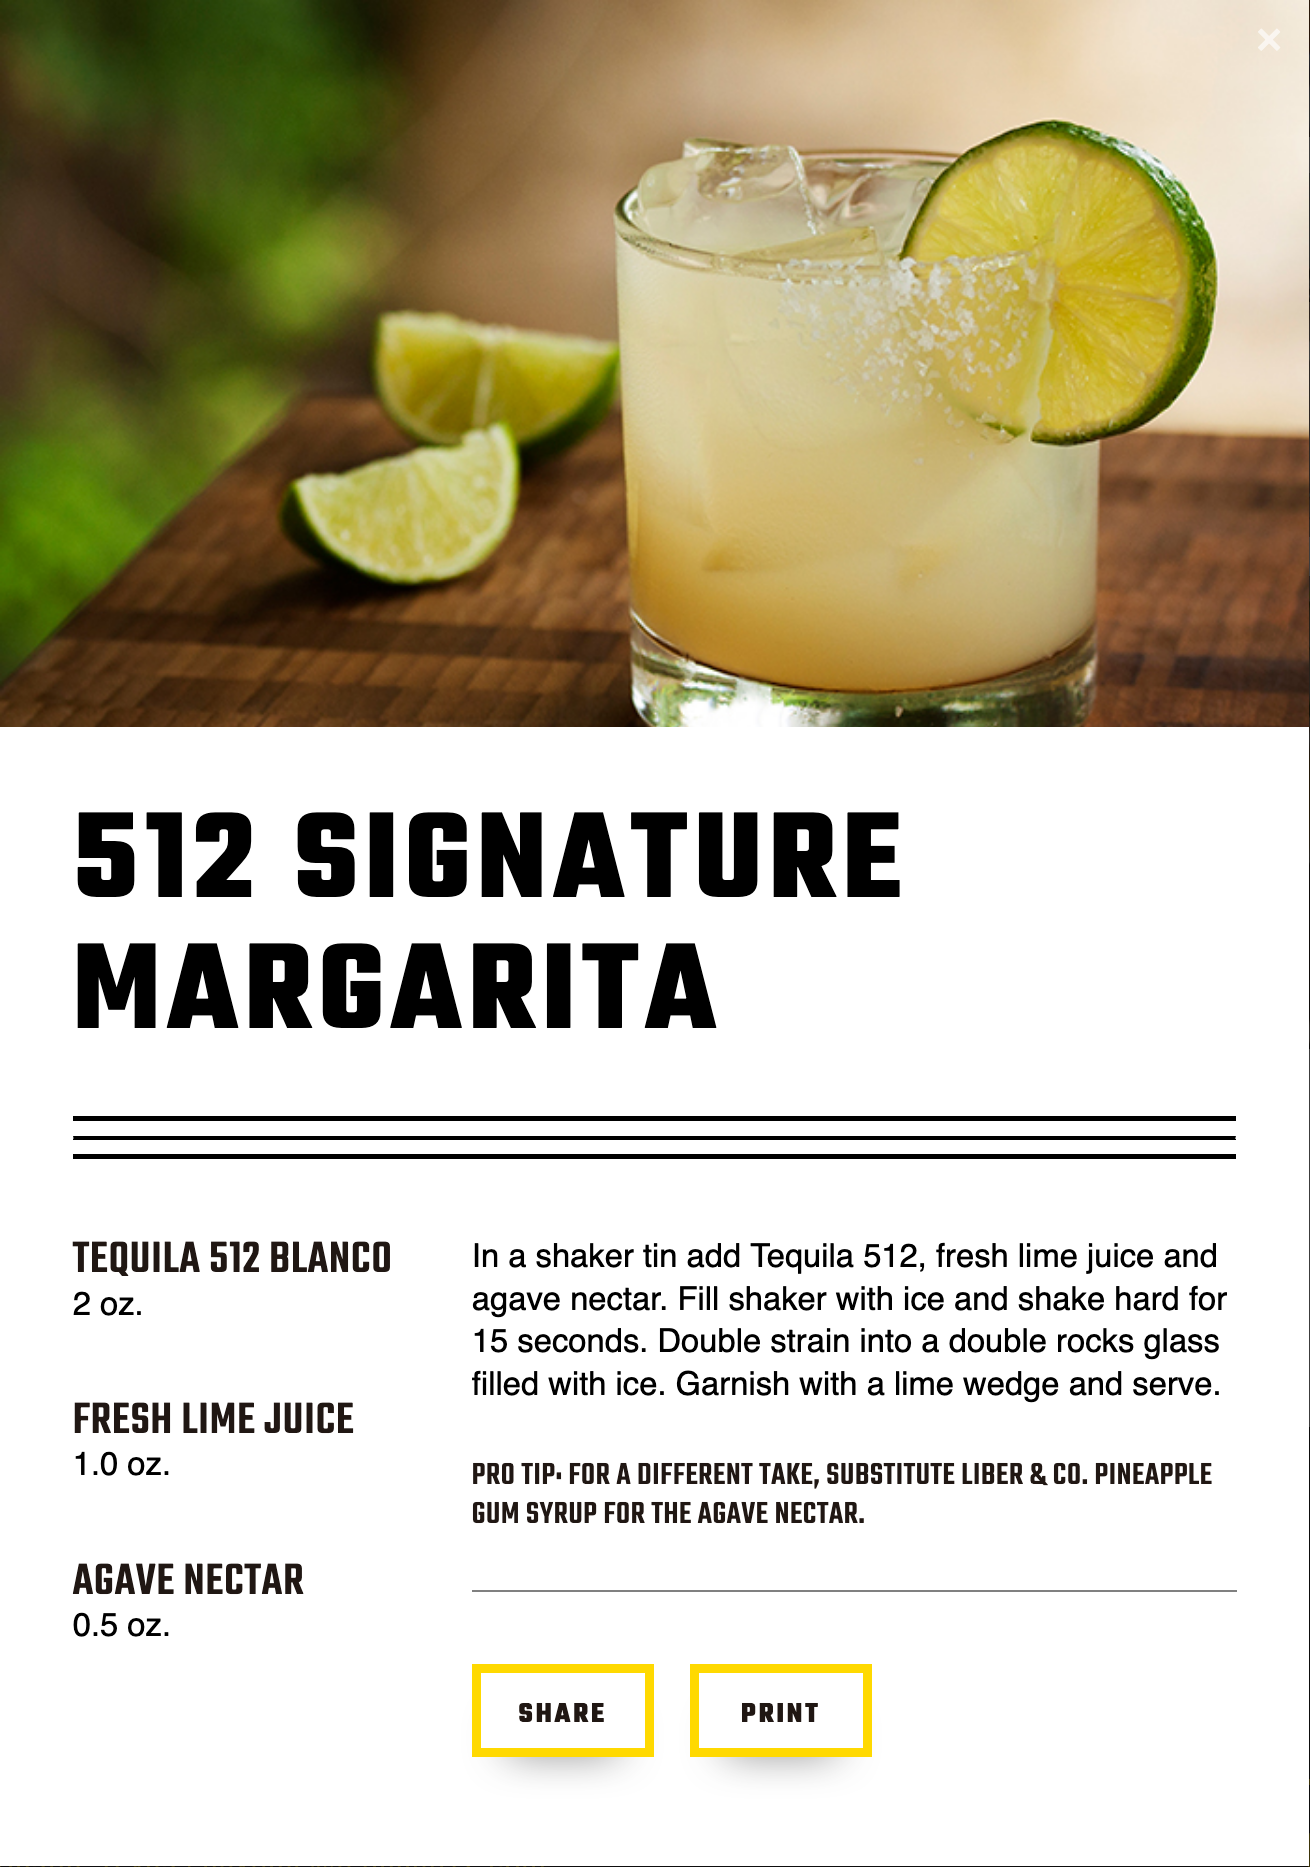 512 SIGNATURE
MARGARITA
TEQUILA 512 BLANCO
2 oz.
FRESH LIME JUICE
1.0 oz.
AGAVE NECTAR
0.5 oz.
In a shaker tin add Tequila 512, fresh lime juice and
agave nectar. Fill shaker with ice and shake hard for
15 seconds. Double strain into a double rocks glass
filled with ice. Garnish with a lime wedge and serve.
PRO TIP: FOR A DIFFERENT TAKE, SUBSTITUTE LIBER & CO. PINEAPPLE
GUM SYRUP FOR THE AGAVE NECTAR.
SHARE
PRINT